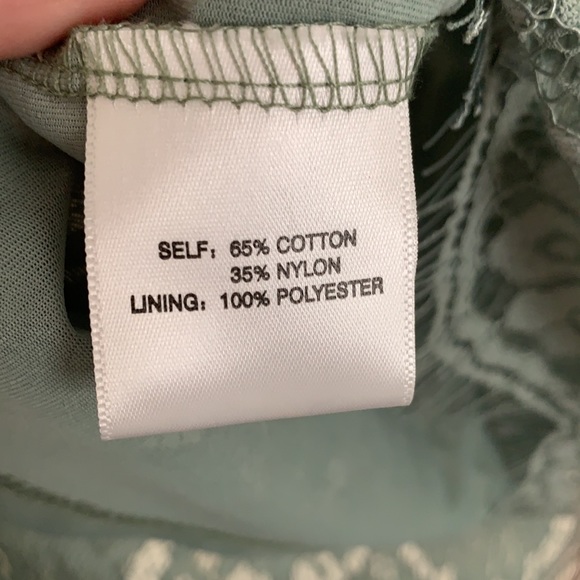 SELF: 65% COTTON
35% NYLON
LINING: 100% POLYESTER